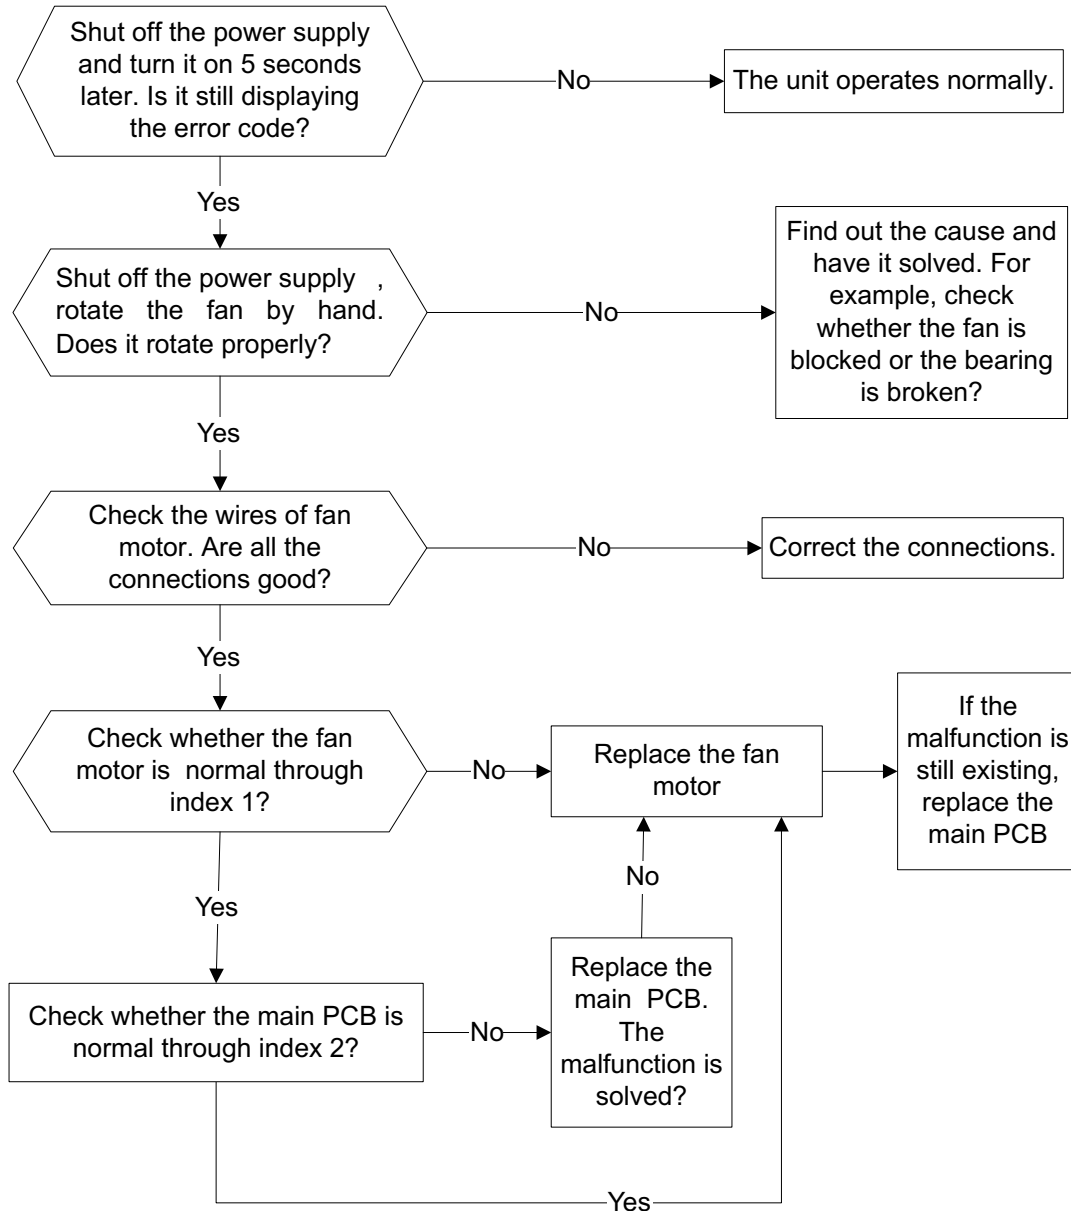 Shut off the power supply
and turn it on 5 seconds
later. Is it still displaying
the error code?
No
The unit operates normally.
Yes
Shut off the power supply ,
rotate the fan by hand.
Does it rotate properly?
No
Find out the cause and
have it solved. For
example, check
whether the fan is
blocked or the bearing
is broken?
Yes
Check the wires of fan
motor. Are all the
connections good?
No
Correct the connections.
Yes
Check whether the fan
motor is normal through
index 1?
No
Replace the fan
motor
If the
malfunction is
still existing,
replace the
main PCB
Yes
No
Check whether the main PCB is
normal through index 2?
No
Replace the
main PCB.
The
malfunction is
solved?
Yes